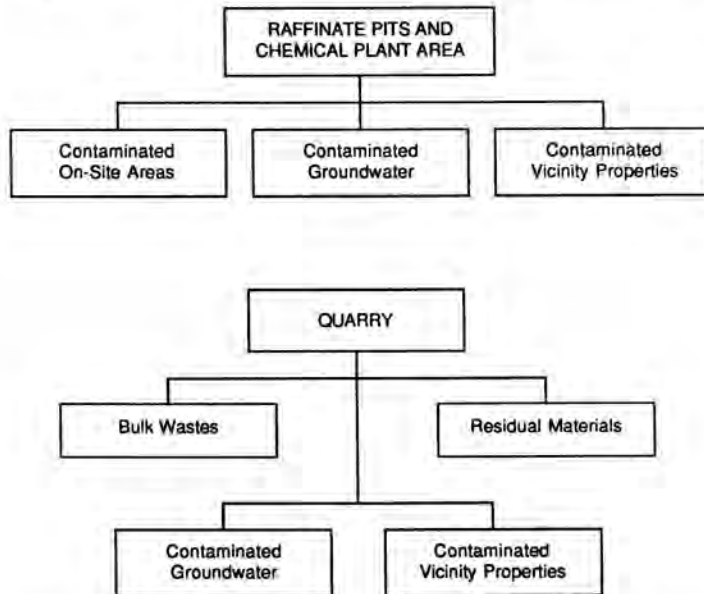 RAFFINATE PITS AND
CHEMICAL PLANT AREA
Contaminated
On-Site Areas
Contaminated
Groundwater
Contaminated
Vicinity Properties
QUARRY
Bulk Wastes
Residual Materials
Contaminated
Groundwater
Contaminated
Vicinity Properties